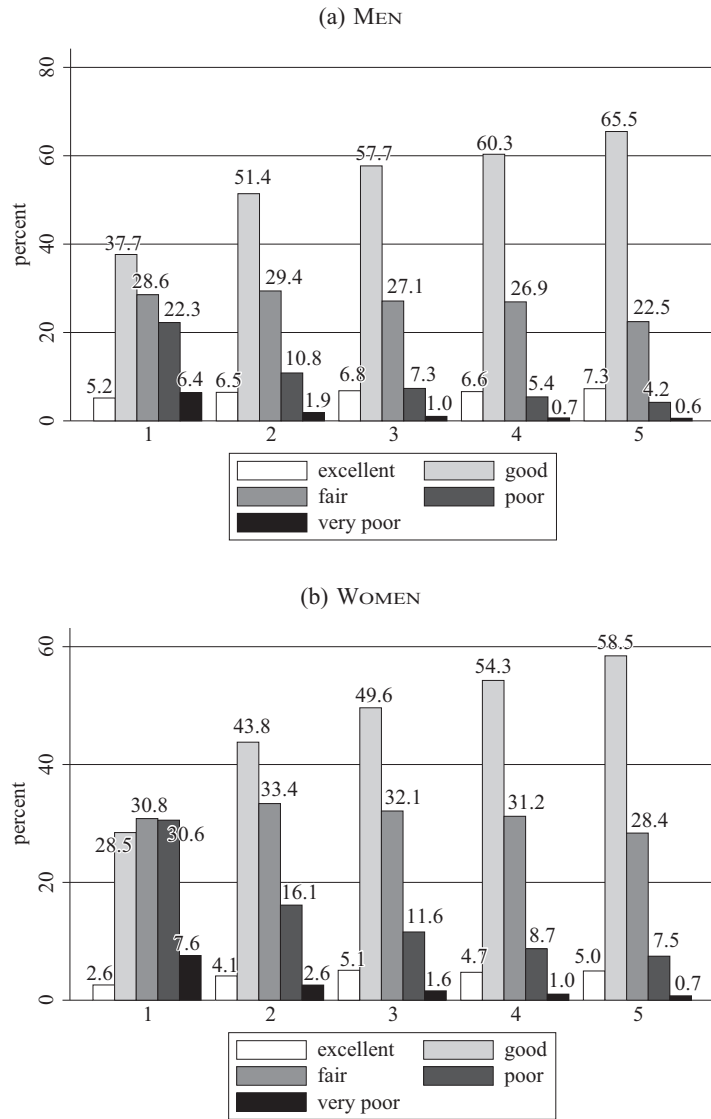 (a) MEN
80
60
40
20
0
percent
5.2 37.7 28.6 22.3 6.4
6.5 51.4 29.4 10.8 1.9
6.8 57.7 27.1 7.3 1.0
6.6 60.3 26.9 5.4 0.7
7.3 65.5 22.5 4.2 0.6
1 2 3 4 5
excellent good
fair poor
very poor
(b) WOMEN
60
40
20
0
percent
2.6 28.5 30.8 30.6 7.6
4.1 43.8 33.4 16.1 2.6
5.1 49.6 32.1 11.6 1.6
4.7 54.3 31.2 8.7 1.0
5.0 58.5 28.4 7.5 0.7
1 2 3 4 5
excellent good
fair poor
very poor